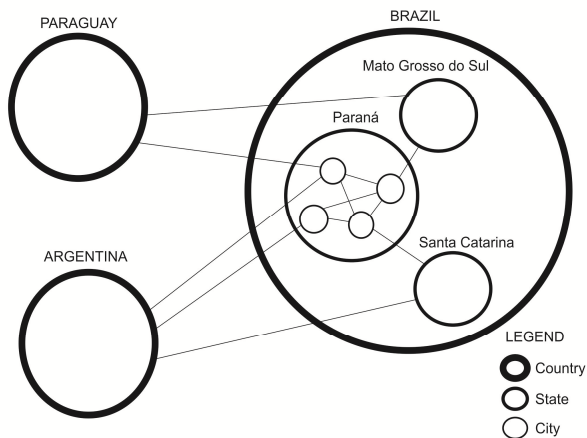 PARAGUAY
BRAZIL
Mato Grosso do Sul
Paraná
ARGENTINA
Santa Catarina
LEGEND
Country
State
City